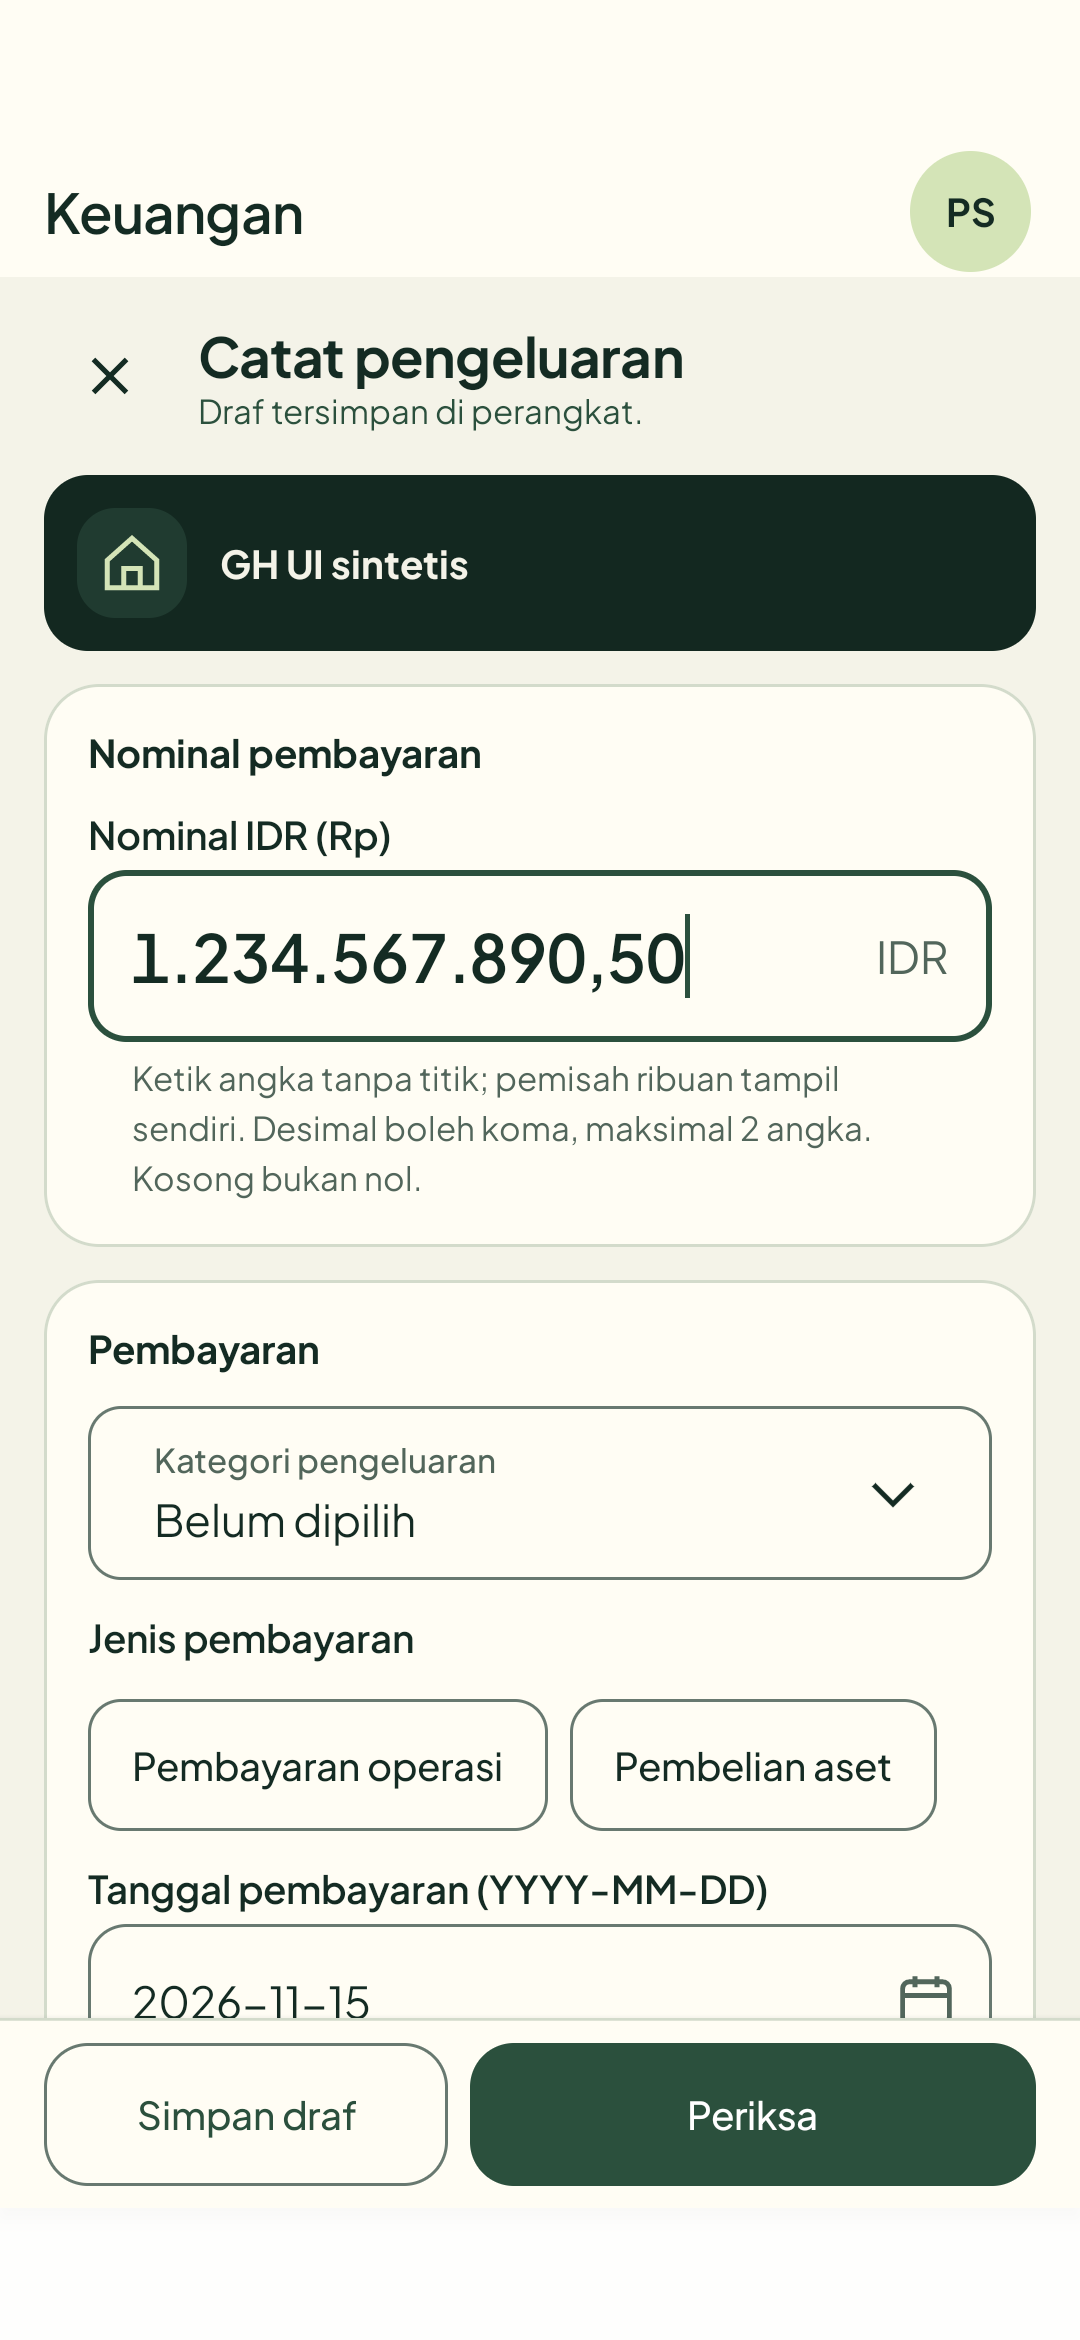 Keuangan
PS
Catat pengeluaran
Draf tersimpan di perangkat.
GH UI sintetis
Nominal pembayaran
Nominal IDR (Rp)
1.234.567.890,50
IDR
Ketik angka tanpa titik; pemisah ribuan tampil
sendiri. Desimal boleh koma, maksimal 2 angka.
Kosong bukan nol.
Pembayaran
Kategori pengeluaran
Belum dipilih
Jenis pembayaran
Pembayaran operasi
Pembelian aset
Tanggal pembayaran (YYYY-MM-DD)
2026-11-15
Simpan draf
Periksa